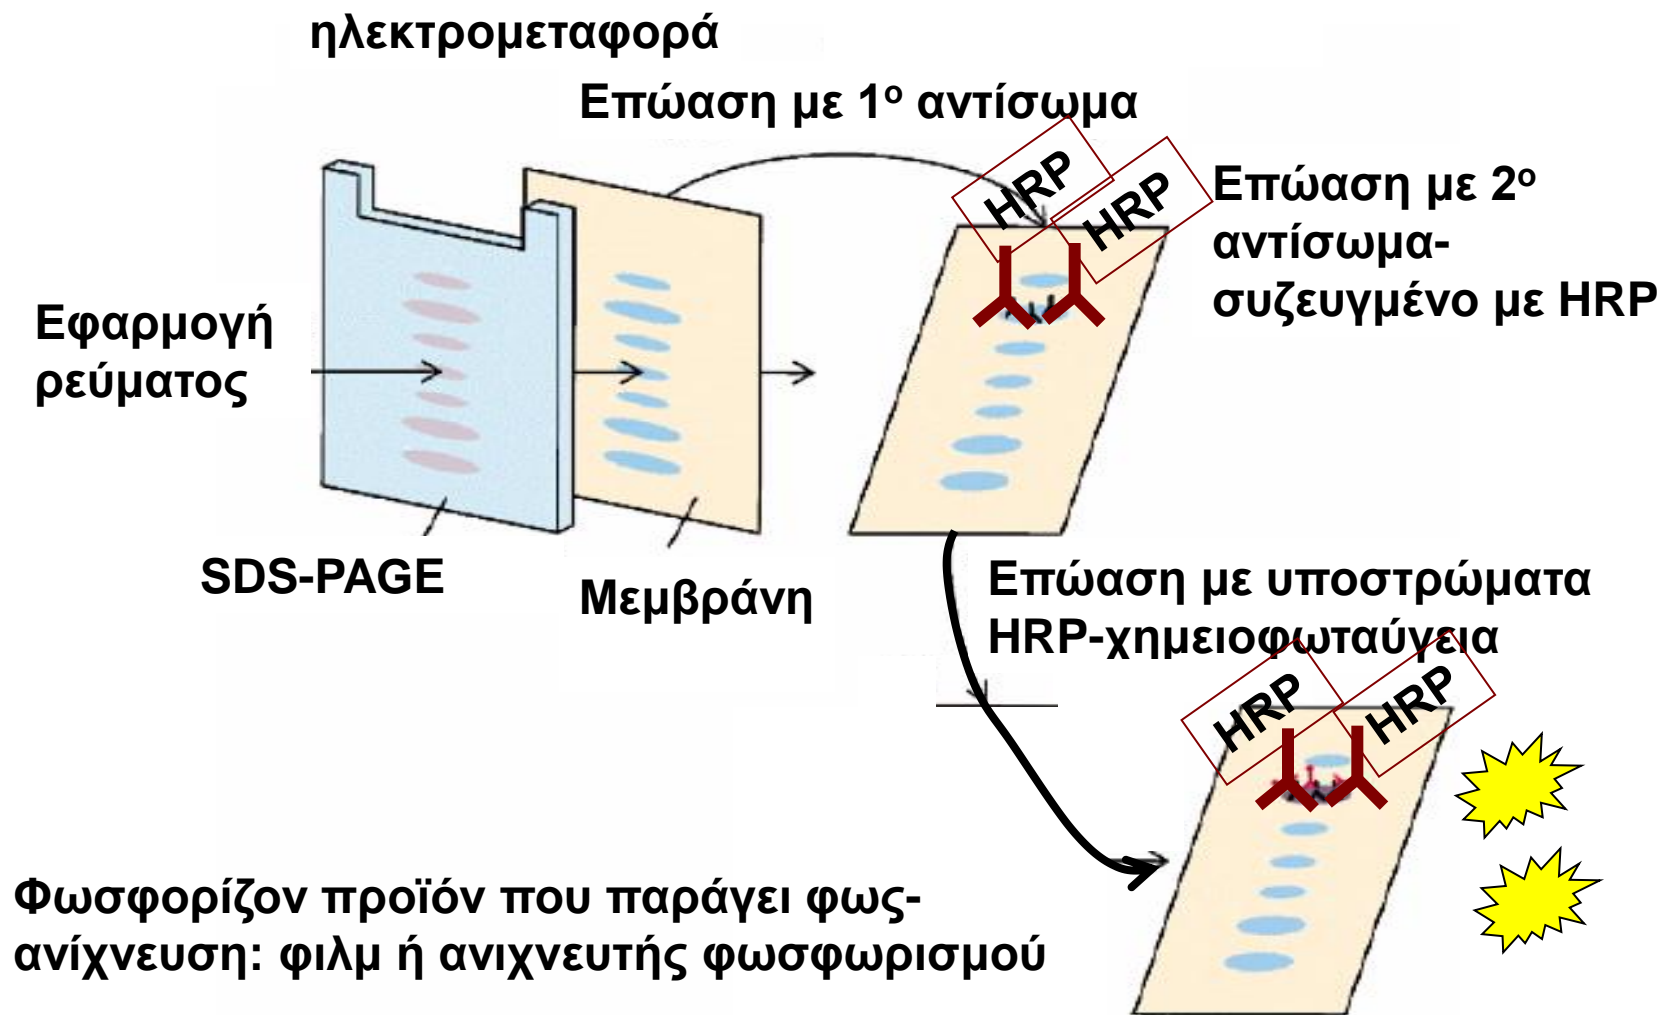 ηλεκτρομεταφορά
Επώαση με 1ο αντίσωμα
HRP
HRP
Επώαση με 2ο
αντίσωμα-
συζευγμένο με HRP
Εφαρμογή
ρεύματος
SDS-PAGE
Μεμβράνη
Επώαση με υποστρώματα
HRP-χημειοφωταύγεια
HRP
HRP
Φωσφορίζον προϊόν που παράγει φως-
ανίχνευση: φιλμ ή ανιχνευτής φωσφωρισμού